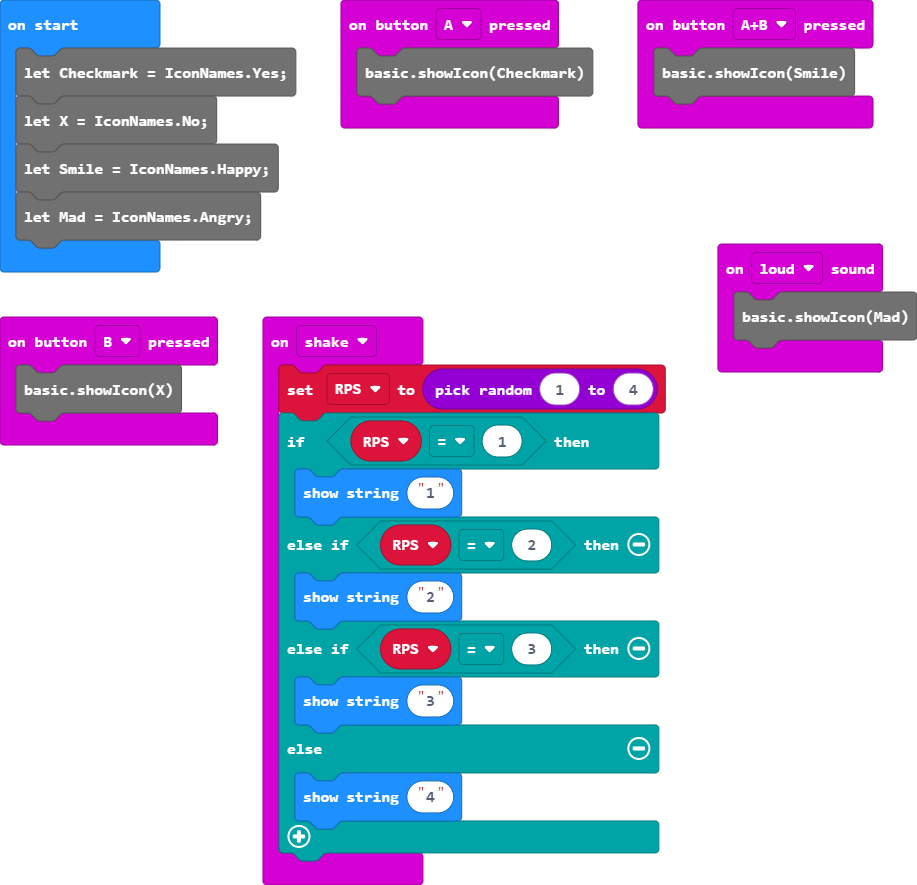 on start
let Checkmark = IconNames.Yes;
let X = IconNames.No;
let Smile = IconNames.Happy;
let Mad = IconNames.Angry;
on button A pressed
basic.showIcon(Checkmark)
on button A+B pressed
basic.showIcon(Smile)
on loud sound
basic.showIcon(Mad)
on button B pressed
basic.showIcon(X)
on shake
set RPS to pick random 1 to 4
if RPS = 1 then
show string "1"
else if RPS = 2 then
show string "2"
else if RPS = 3 then
show string "3"
else
show string "4"